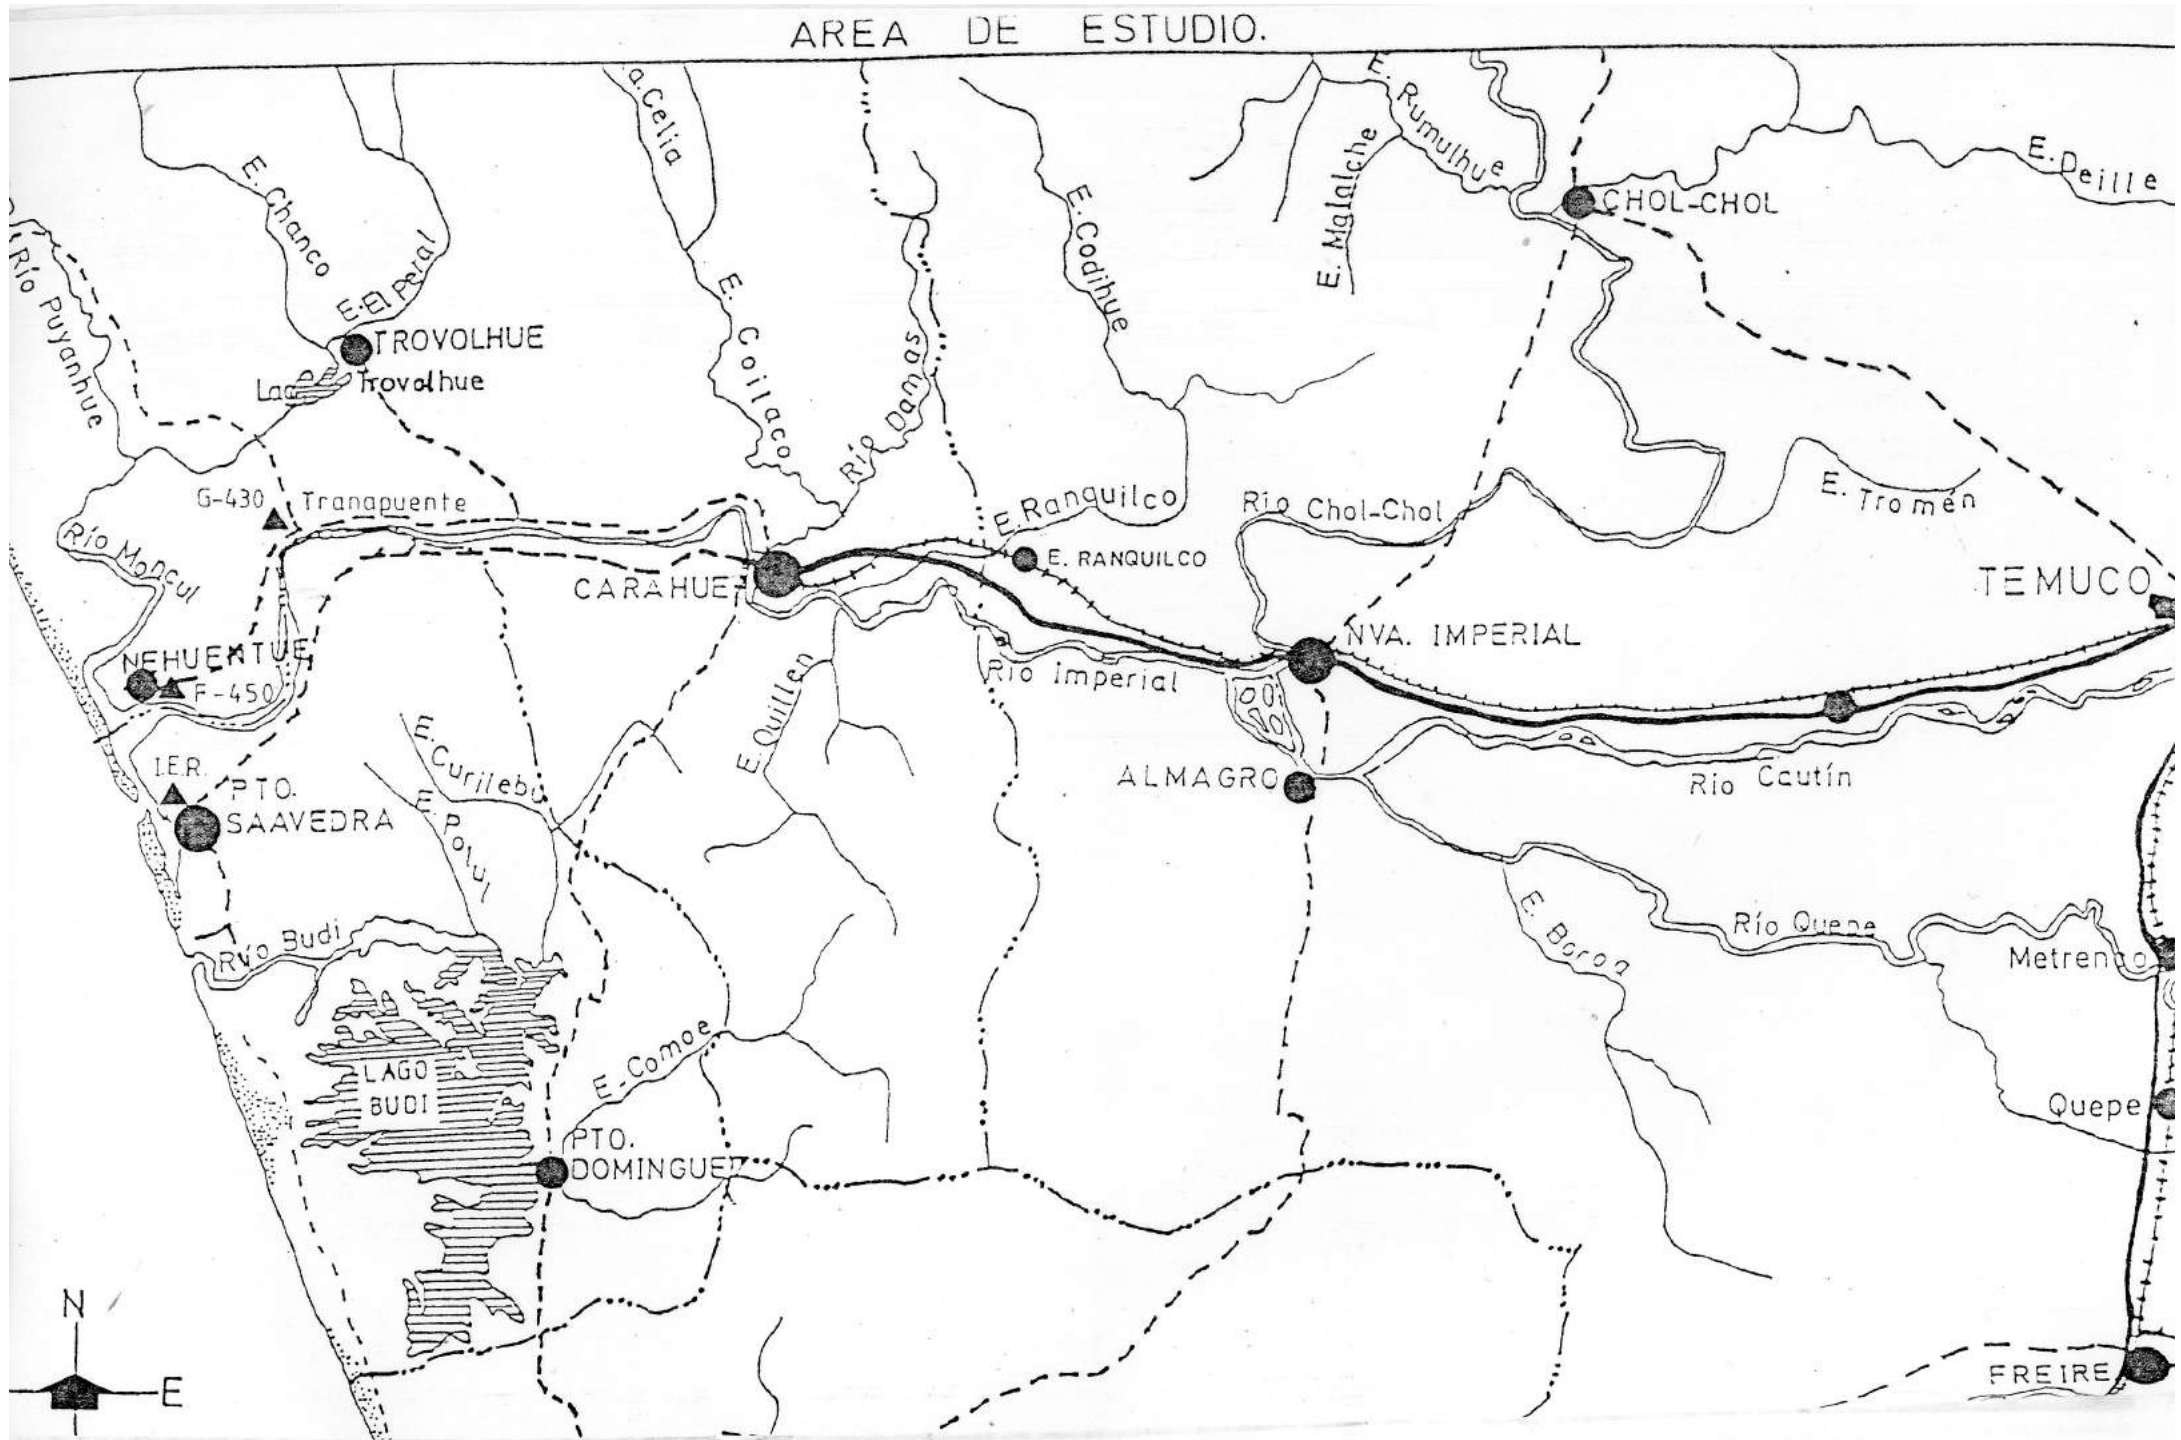 AREA DE ESTUDIO.
a. Celia
E. Rumulhue
E. Malalche
E. Deille
CHOL-CHOL
E. Chanco
E. El Peral
E. Codihue
Río Puyanhue
TROVOLHUE
Lag. Trovolhue
E. Coilaco
Río Damas
G-430 Tranapuente
E. Ranquilco
Río Chol-Chol
E. Tromén
Río Moncul
CARAHUE
E. RANQUILCO
TEMUCO
NEHUENTUE
F-450
NVA. IMPERIAL
Río Imperial
E. Quillen
E. Curilebu
I.E.R.
PTO.
SAAVEDRA
E. Polul
ALMAGRO
Río Cautín
Río Budi
E. Boroa
Río Quepe
Metrenco
LAGO
BUDI
E. Comoe
Quepe
PTO.
DOMINGUEZ
N
E
FREIRE